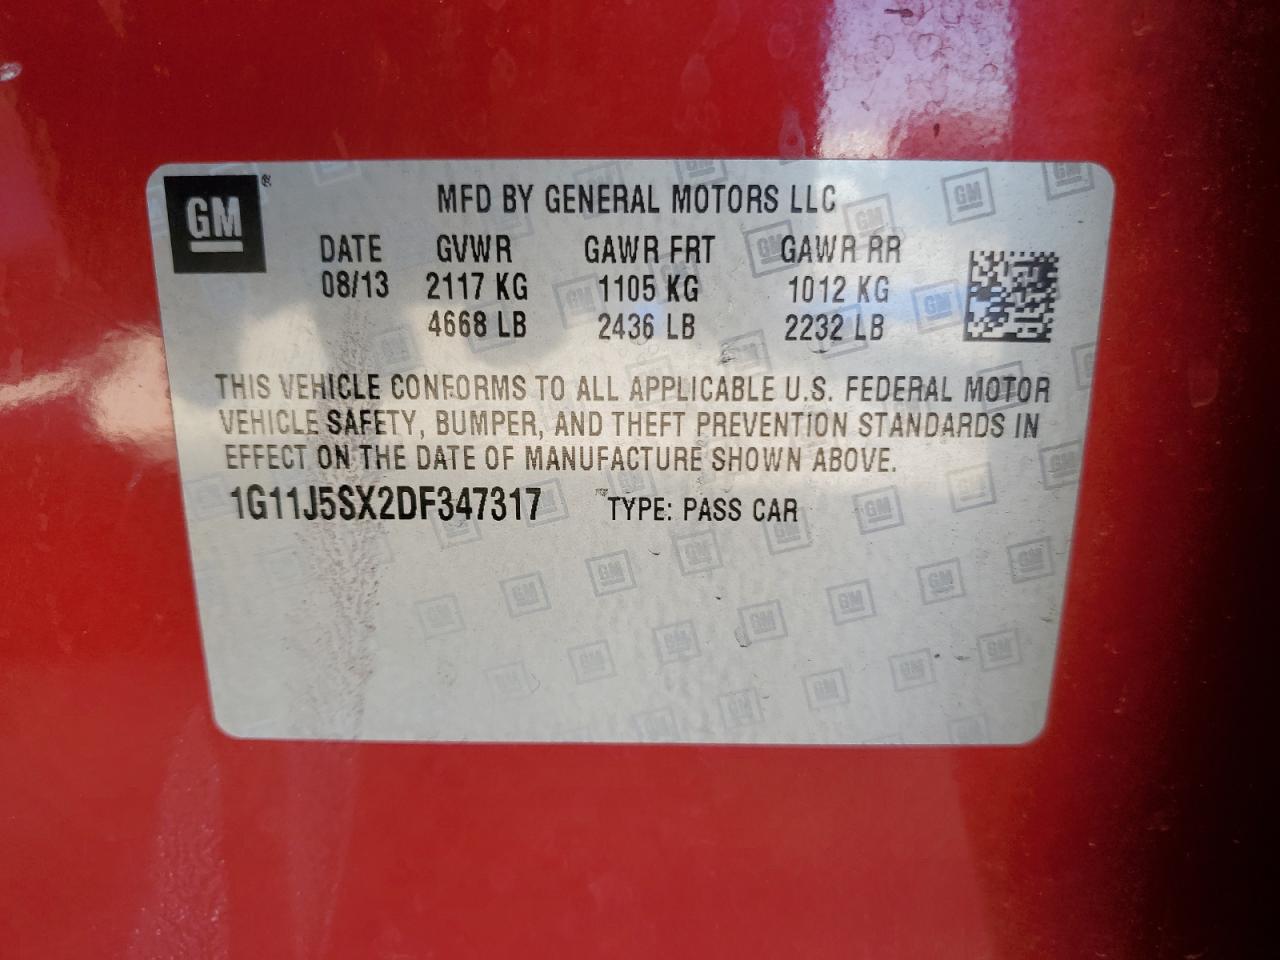 GM®
MFD BY GENERAL MOTORS LLC
DATE GVWR GAWR FRT GAWR RR
08/13 2117 KG 1105 KG 1012 KG
4668 LB 2436 LB 2232 LB
THIS VEHICLE CONFORMS TO ALL APPLICABLE U.S. FEDERAL MOTOR
VEHICLE SAFETY, BUMPER, AND THEFT PREVENTION STANDARDS IN
EFFECT ON THE DATE OF MANUFACTURE SHOWN ABOVE.
1G11J5SX2DF347317 TYPE: PASS CAR